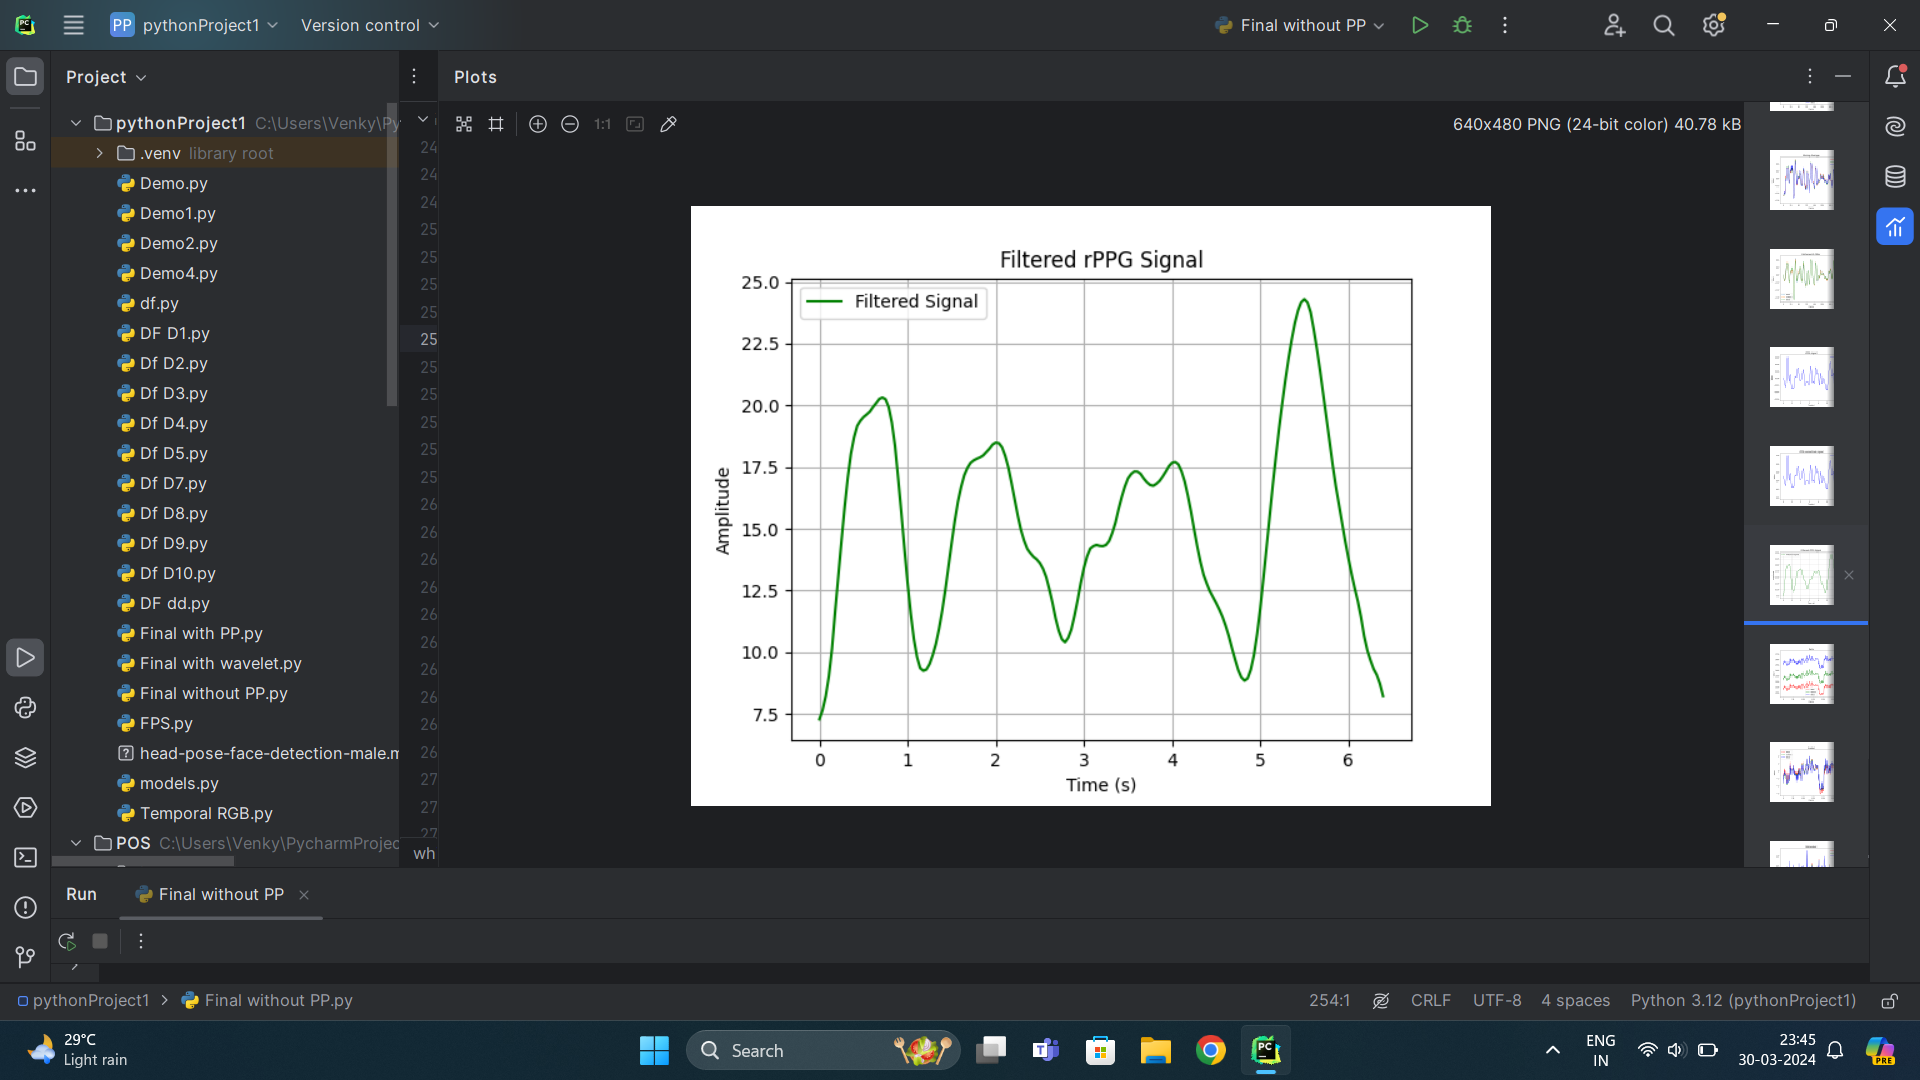 PP pythonProject1 Version control Final without PP
Project
Plots
pythonProject1 C:\Users\Venky\Py
.venv library root
Demo.py
Demo1.py
Demo2.py
Demo4.py
df.py
DF D1.py
Df D2.py
Df D3.py
Df D4.py
Df D5.py
Df D7.py
Df D8.py
Df D9.py
Df D10.py
DF dd.py
Final with PP.py
Final with wavelet.py
Final without PP.py
FPS.py
head-pose-face-detection-male.m
models.py
Temporal RGB.py
POS C:\Users\Venky\PycharmProjec
24
24
24
25
25
25
25
25
25
25
25
25
25
26
26
26
26
26
26
26
26
26
26
27
27
27
wh
1:1
640x480 PNG (24-bit color) 40.78 kB
Filtered rPPG Signal
Filtered Signal
25.0
22.5
20.0
17.5
15.0
12.5
10.0
7.5
Amplitude
0 1 2 3 4 5 6
Time (s)
Run Final without PP
pythonProject1 Final without PP.py
254:1 CRLF UTF-8 4 spaces Python 3.12 (pythonProject1)
29°C
Light rain
Search
ENG
IN
23:45
30-03-2024
PRE